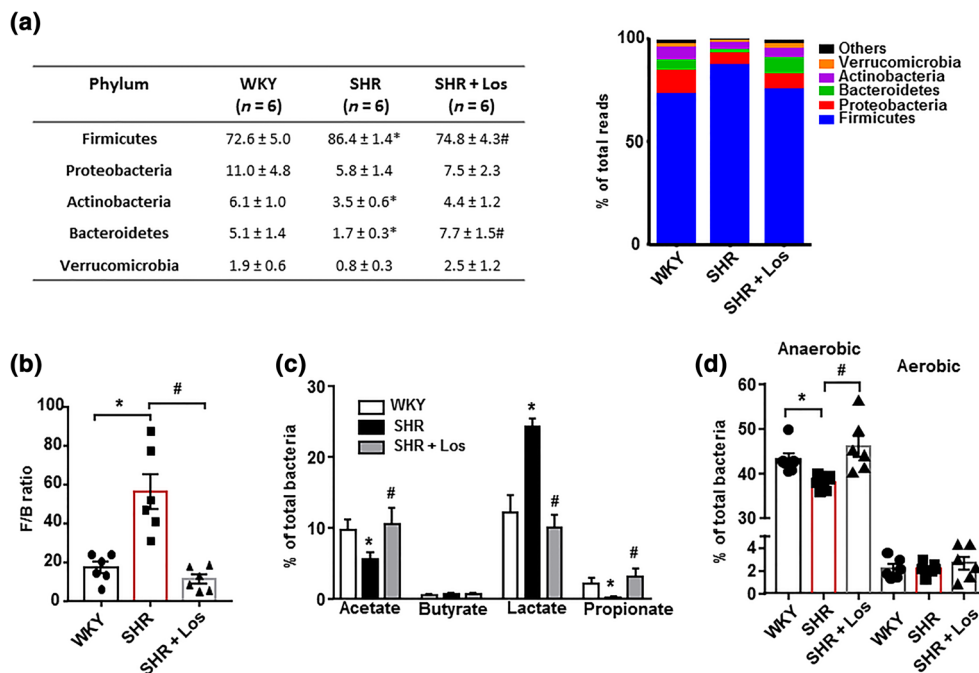 (a)
Phylum WKY SHR SHR + Los
(n = 6) (n = 6) (n = 6)
Firmicutes 72.6 ± 5.0 86.4 ± 1.4* 74.8 ± 4.3#
Proteobacteria 11.0 ± 4.8 5.8 ± 1.4 7.5 ± 2.3
Actinobacteria 6.1 ± 1.0 3.5 ± 0.6* 4.4 ± 1.2
Bacteroidetes 5.1 ± 1.4 1.7 ± 0.3* 7.7 ± 1.5#
Verrucomicrobia 1.9 ± 0.6 0.8 ± 0.3 2.5 ± 1.2
% of total reads
100
50
0
WKY SHR SHR + Los
Others
Verrucomicrobia
Actinobacteria
Bacteroidetes
Proteobacteria
Firmicutes
(b)
F/B ratio
100
80
60
40
20
0
* #
WKY SHR SHR + Los
(c)
% of total bacteria
30
20
10
0
WKY
SHR
SHR + Los
* # * # * #
Acetate Butyrate Lactate Propionate
(d)
Anaerobic Aerobic
% of total bacteria
60
50
40
30
4
2
0
* #
WKY SHR SHR + Los WKY SHR SHR + Los